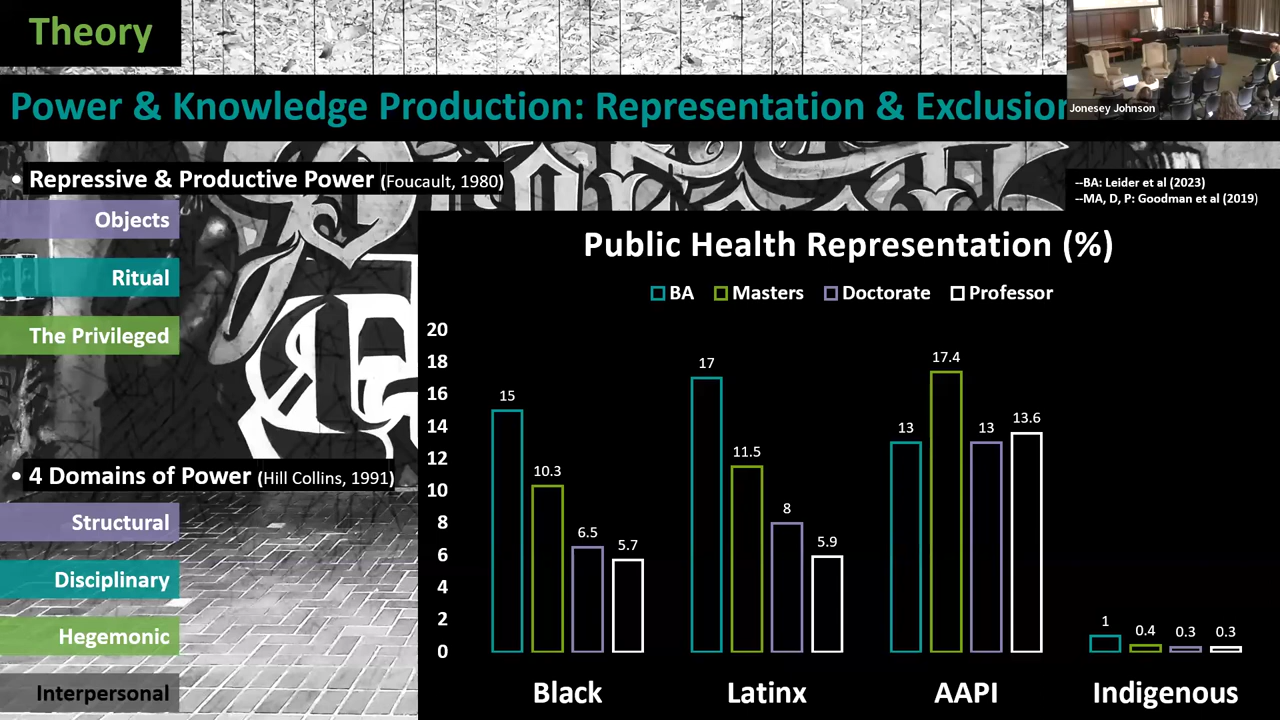 Theory
Power & Knowledge Production: Representation & Exclusion
Jonesey Johnson
• Repressive & Productive Power (Foucault, 1980)
Objects
Ritual
The Privileged
• 4 Domains of Power (Hill Collins, 1991)
Structural
Disciplinary
Hegemonic
Interpersonal
--BA: Leider et al (2023)
--MA, D, P: Goodman et al (2019)
Public Health Representation (%)
BA Masters Doctorate Professor
20
18
16
14
12
10
8
6
4
2
0
15
10.3
6.5
5.7
17
11.5
8
5.9
13
17.4
13
13.6
1
0.4
0.3
0.3
Black Latinx AAPI Indigenous